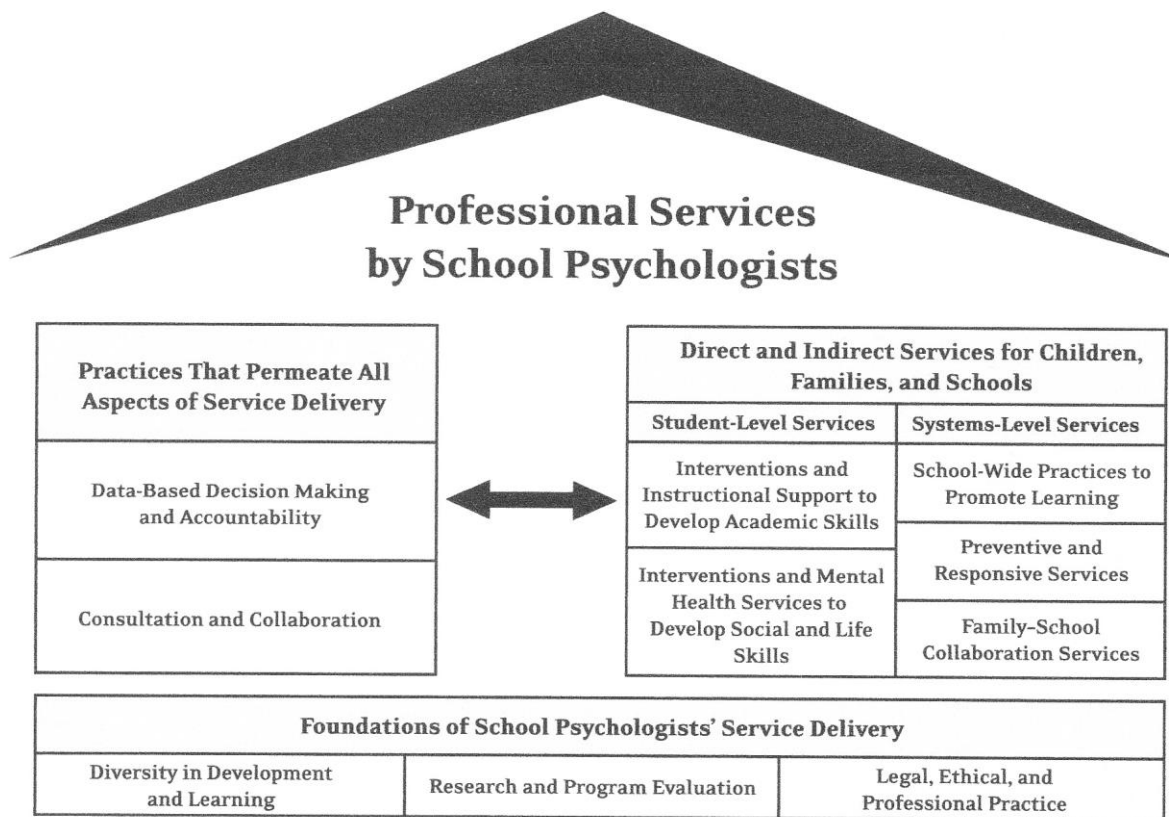 Professional Services
by School Psychologists
Practices That Permeate All
Aspects of Service Delivery
Data-Based Decision Making
and Accountability
Consultation and Collaboration
Direct and Indirect Services for Children,
Families, and Schools
Student-Level Services
Interventions and
Instructional Support to
Develop Academic Skills
Interventions and Mental
Health Services to
Develop Social and Life
Skills
Systems-Level Services
School-Wide Practices to
Promote Learning
Preventive and
Responsive Services
Family–School
Collaboration Services
Foundations of School Psychologists’ Service Delivery
Diversity in Development
and Learning
Research and Program Evaluation
Legal, Ethical, and
Professional Practice